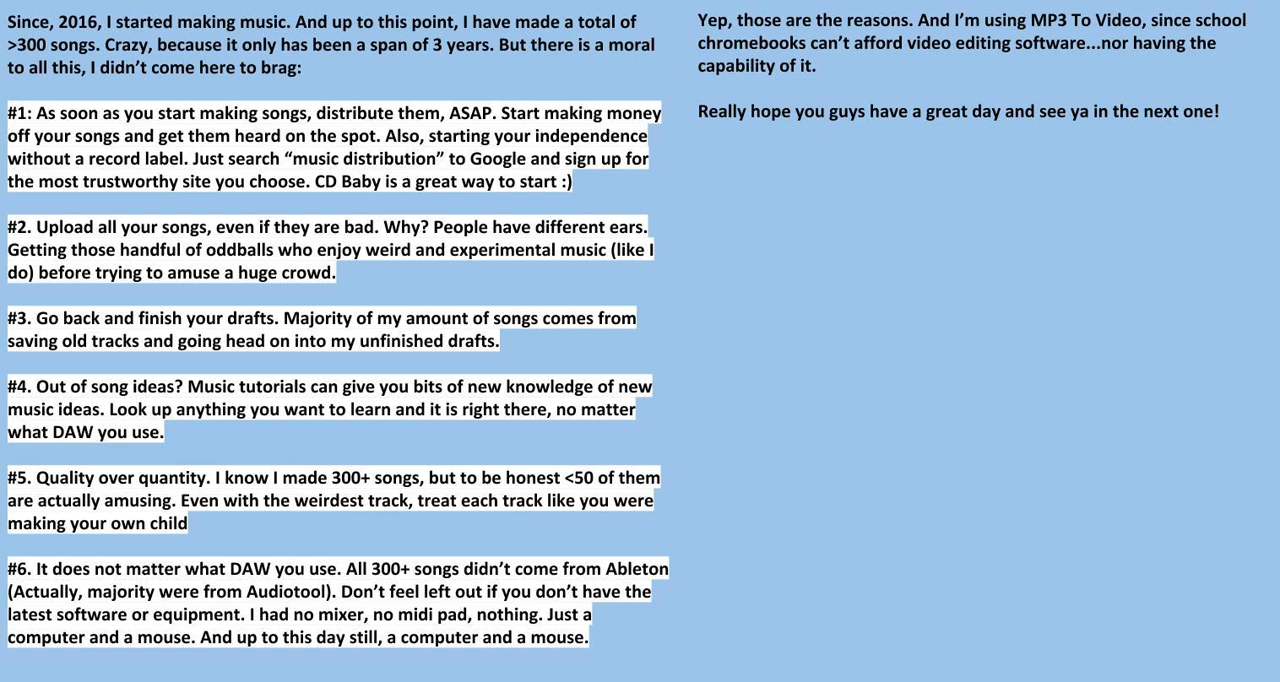 Since, 2016, I started making music. And up to this point, I have made a total of
>300 songs. Crazy, because it only has been a span of 3 years. But there is a moral
to all this, I didn’t come here to brag:
#1: As soon as you start making songs, distribute them, ASAP. Start making money
off your songs and get them heard on the spot. Also, starting your independence
without a record label. Just search “music distribution” to Google and sign up for
the most trustworthy site you choose. CD Baby is a great way to start :)
#2. Upload all your songs, even if they are bad. Why? People have different ears.
Getting those handful of oddballs who enjoy weird and experimental music (like I
do) before trying to amuse a huge crowd.
#3. Go back and finish your drafts. Majority of my amount of songs comes from
saving old tracks and going head on into my unfinished drafts.
#4. Out of song ideas? Music tutorials can give you bits of new knowledge of new
music ideas. Look up anything you want to learn and it is right there, no matter
what DAW you use.
#5. Quality over quantity. I know I made 300+ songs, but to be honest <50 of them
are actually amusing. Even with the weirdest track, treat each track like you were
making your own child
#6. It does not matter what DAW you use. All 300+ songs didn’t come from Ableton
(Actually, majority were from Audiotool). Don’t feel left out if you don’t have the
latest software or equipment. I had no mixer, no midi pad, nothing. Just a
computer and a mouse. And up to this day still, a computer and a mouse.
Yep, those are the reasons. And I’m using MP3 To Video, since school
chromebooks can’t afford video editing software...nor having the
capability of it.
Really hope you guys have a great day and see ya in the next one!